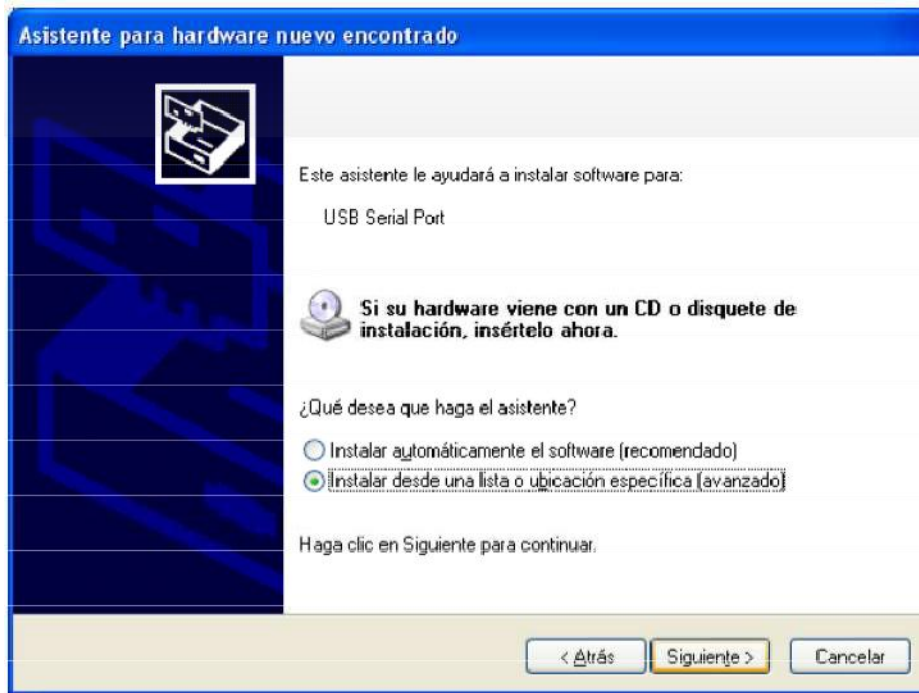 Asistente para hardware nuevo encontrado
Este asistente le ayudará a instalar software para:
USB Serial Port
Si su hardware viene con un CD o disquete de
instalación, insértelo ahora.
¿Qué desea que haga el asistente?
Instalar automáticamente el software (recomendado)
Instalar desde una lista o ubicación específica (avanzado)
Haga clic en Siguiente para continuar.
< Atrás
Siguiente >
Cancelar